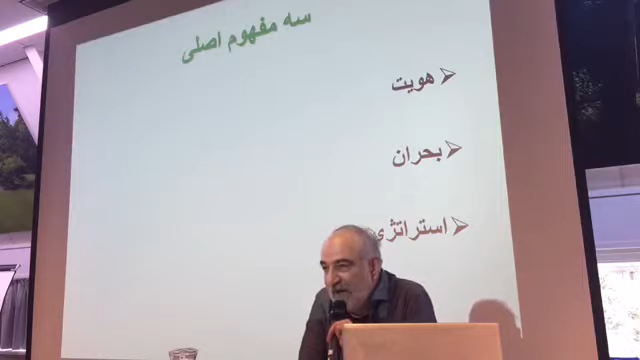 سه مفهوم اصلی
هویت
بحران
استراتژی